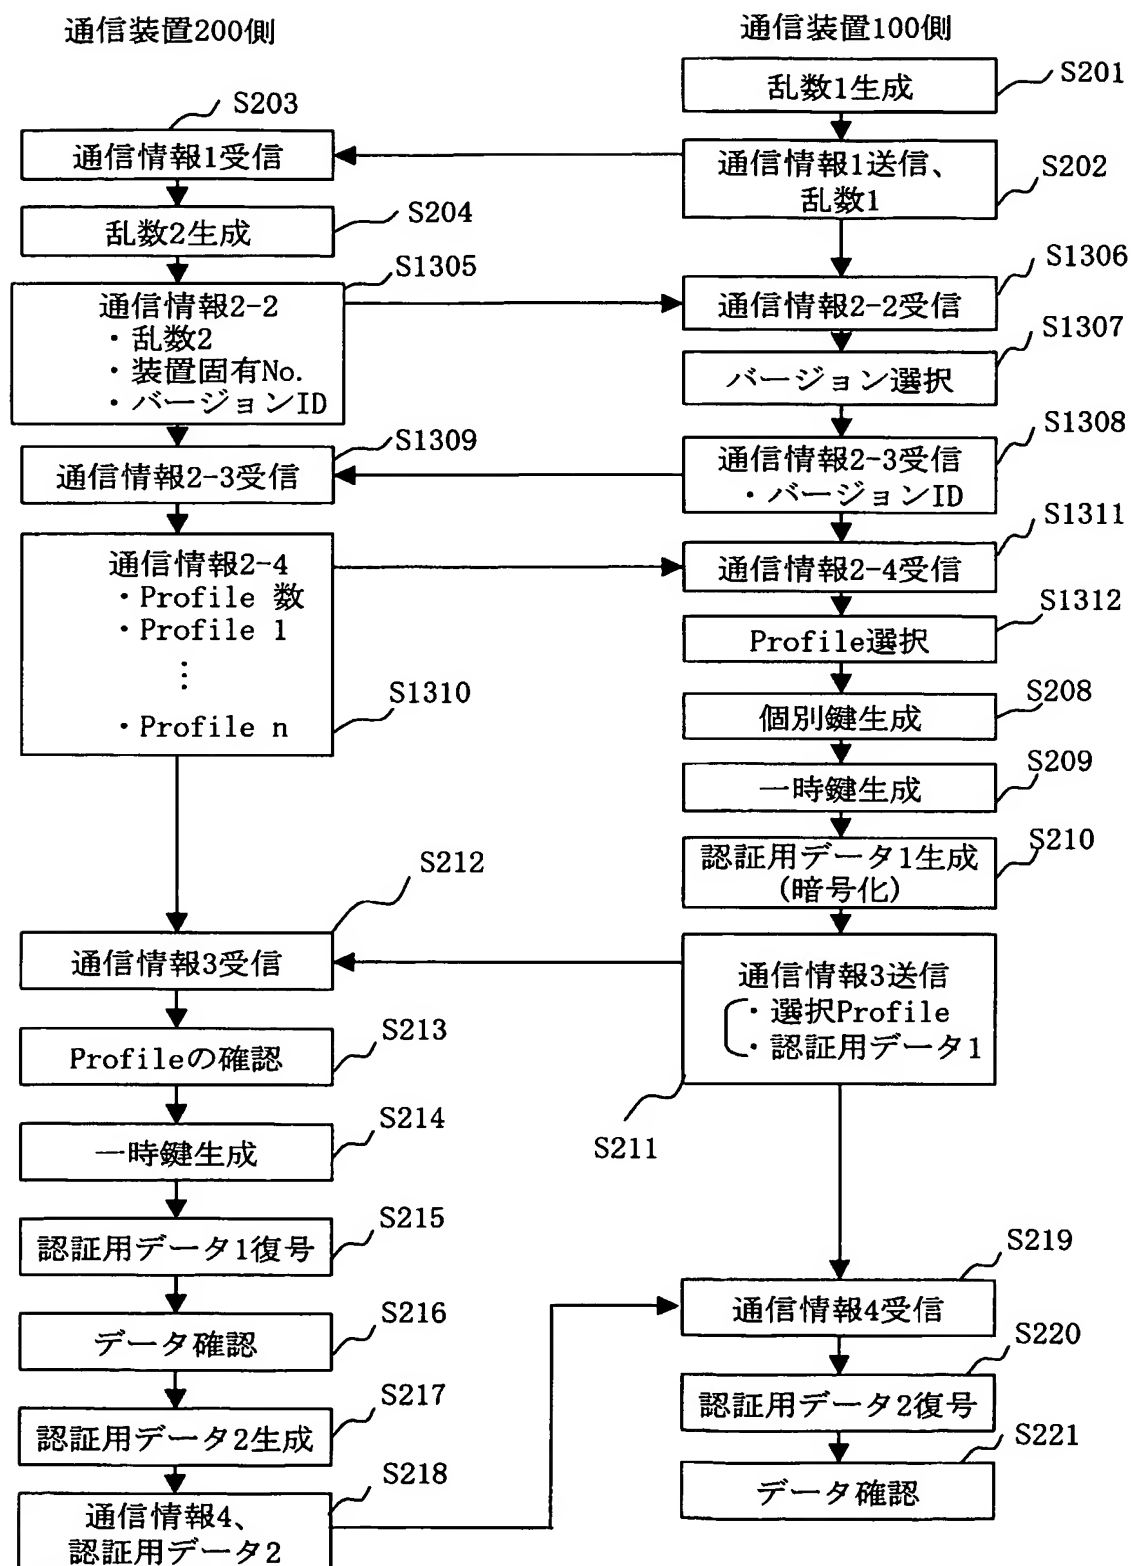 通信装置200側
通信装置100側
乱数1生成
S201
S203
通信情報1受信
通信情報1送信、
乱数1
S202
S204
乱数2生成
S1305
通信情報2-2
・乱数2
・装置固有No.
・バージョンID
S1306
通信情報2-2受信
S1307
バージョン選択
S1309
通信情報2-3受信
S1308
通信情報2-3受信
・バージョンID
S1311
通信情報2-4受信
通信情報2-4
・Profile 数
・Profile 1
⋮
・Profile n
S1310
S1312
Profile選択
S208
個別鍵生成
S209
一時鍵生成
S210
認証用データ1生成
(暗号化)
S212
通信情報3受信
通信情報3送信
・選択Profile
・認証用データ1
S211
S213
Profileの確認
S214
一時鍵生成
S215
認証用データ1復号
S216
データ確認
S217
認証用データ2生成
S218
通信情報4、
認証用データ2
S219
通信情報4受信
S220
認証用データ2復号
S221
データ確認